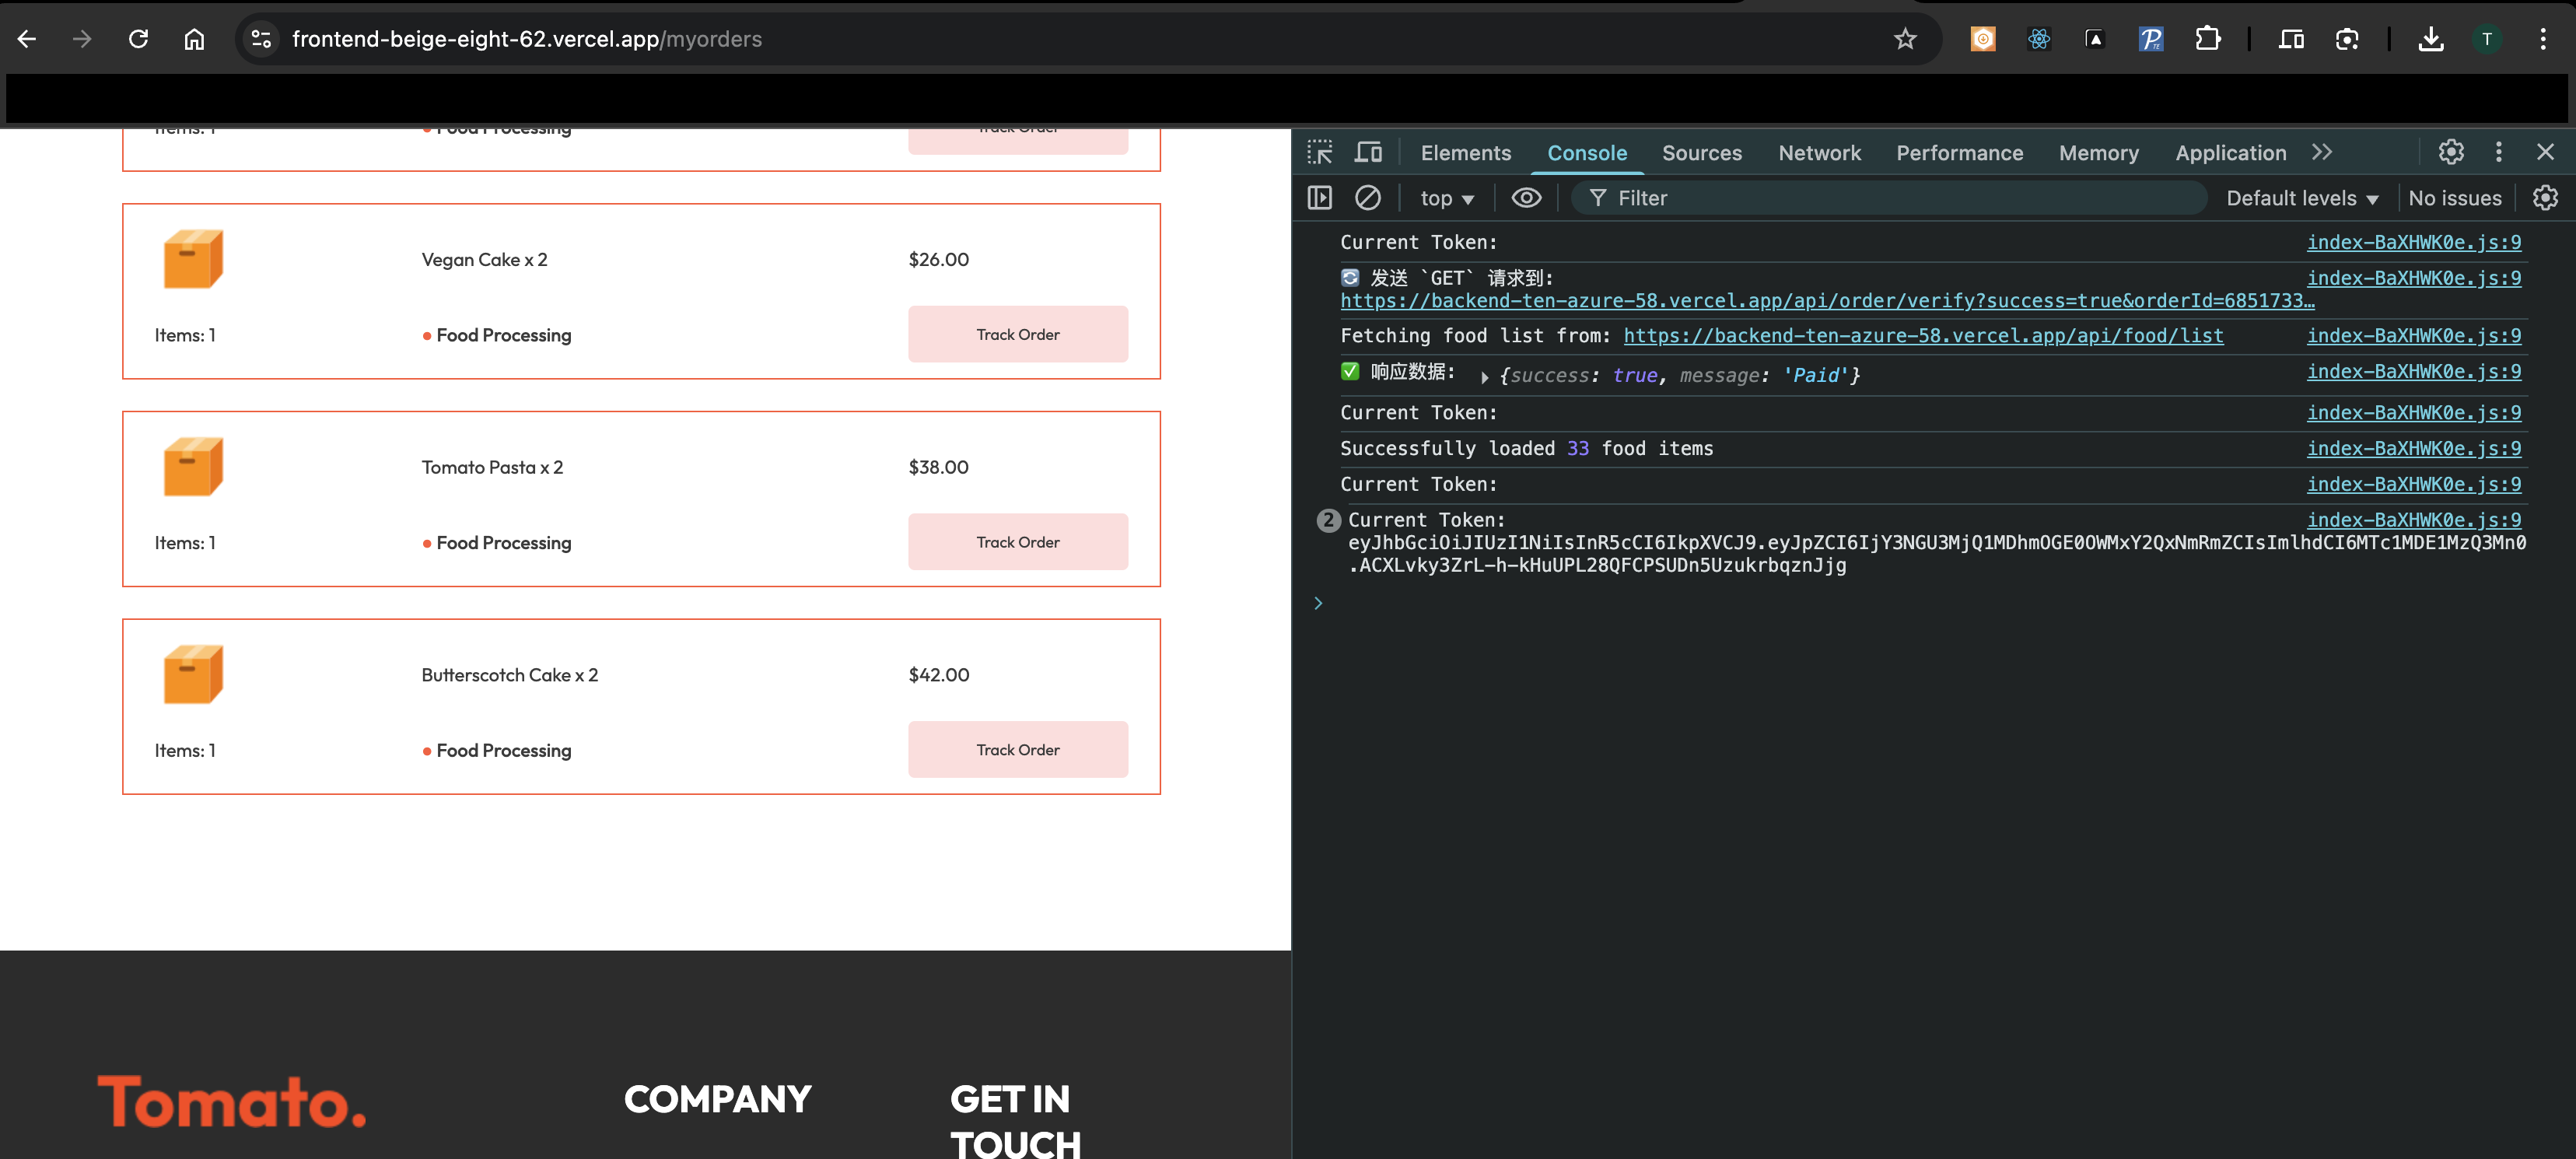 frontend-beige-eight-62.vercel.app/myorders
T
Items: 1
Food Processing
Track Order
Vegan Cake x 2
$26.00
Items: 1
Food Processing
Track Order
Tomato Pasta x 2
$38.00
Items: 1
Food Processing
Track Order
Butterscotch Cake x 2
$42.00
Items: 1
Food Processing
Track Order
Tomato.
COMPANY
GET IN
TOUCH
Elements Console Sources Network Performance Memory Application
top Filter Default levels No issues
Current Token: index-BaXHWK0e.js:9
发送 `GET` 请求到: index-BaXHWK0e.js:9
https://backend-ten-azure-58.vercel.app/api/order/verify?success=true&orderId=6851733…
Fetching food list from: https://backend-ten-azure-58.vercel.app/api/food/list index-BaXHWK0e.js:9
响应数据: {success: true, message: 'Paid'} index-BaXHWK0e.js:9
Current Token: index-BaXHWK0e.js:9
Successfully loaded 33 food items index-BaXHWK0e.js:9
Current Token: index-BaXHWK0e.js:9
2 Current Token: index-BaXHWK0e.js:9
eyJhbGciOiJIUzI1NiIsInR5cCI6IkpXVCJ9.eyJpZCI6IjY3NGU3MjQ1MDhmOGE0OWMxY2QxNmRmZCIsImlhdCI6MTc1MDE1MzQ3Mn0
.ACXLvky3ZrL-h-kHuUPL28QFCPSUDn5UzukrbqznJjg